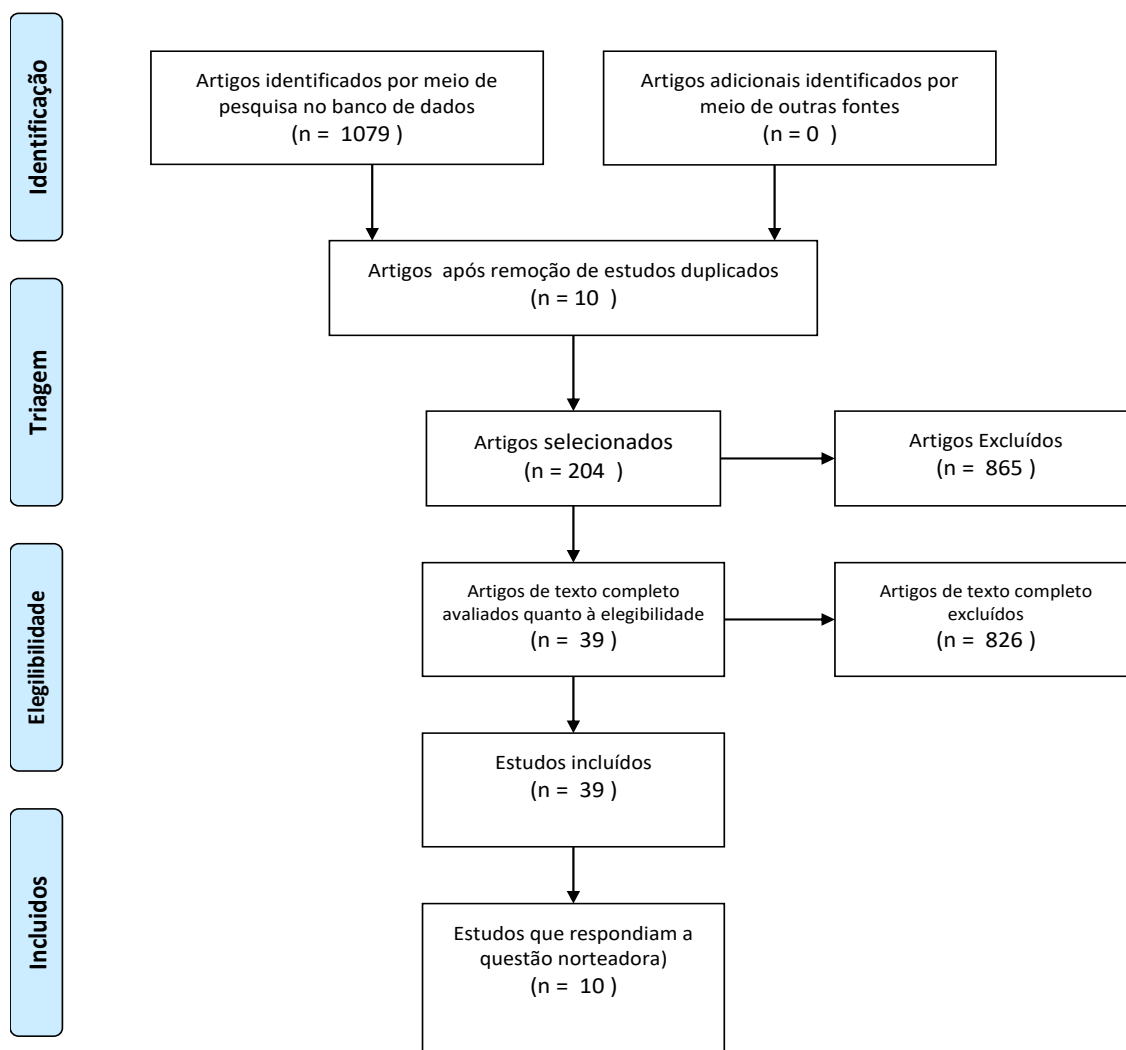 Identificação
Artigos identificados por meio de
pesquisa no banco de dados
(n = 1079 )
Artigos adicionais identificados por
meio de outras fontes
(n = 0 )
Artigos após remoção de estudos duplicados
(n = 10 )
Triagem
Artigos selecionados
(n = 204 )
Artigos Excluídos
(n = 865 )
Elegilibilidade
Artigos de texto completo
avaliados quanto à elegibilidade
(n = 39 )
Artigos de texto completo
excluídos
(n = 826 )
Estudos incluídos
(n = 39 )
Incluidos
Estudos que respondiam a
questão norteadora)
(n = 10 )